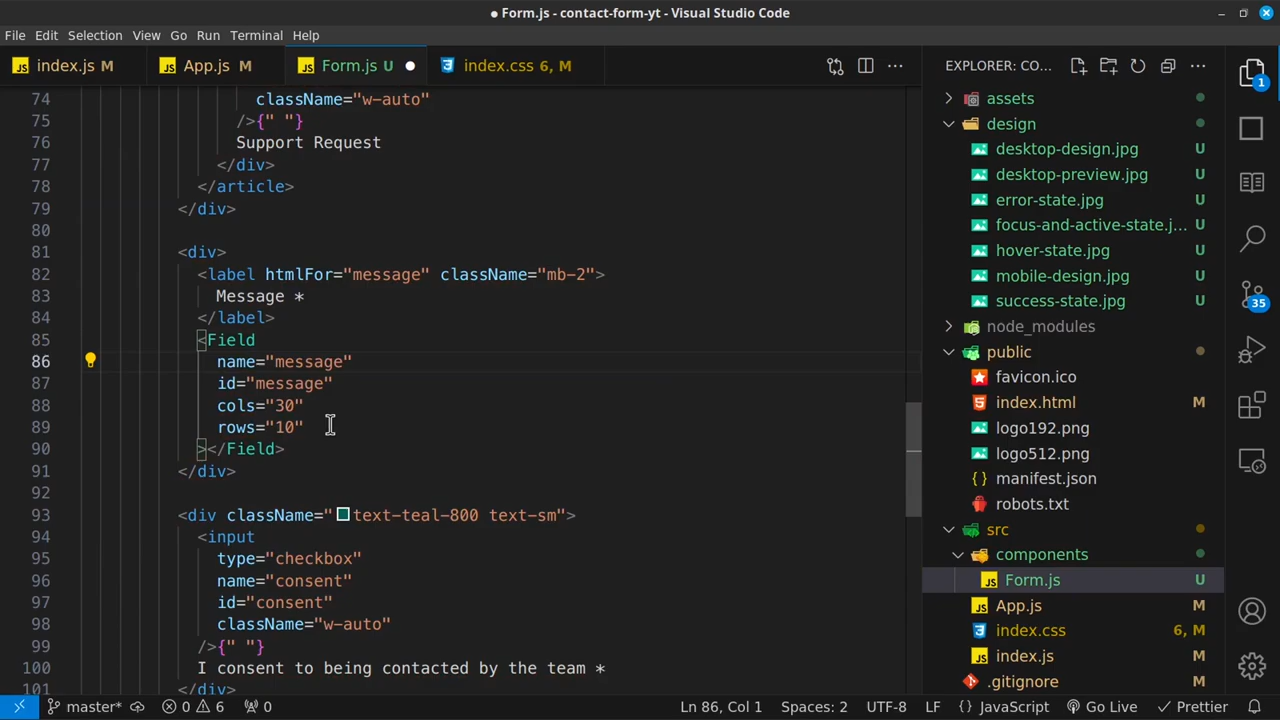 ● Form.js - contact-form-yt - Visual Studio Code
File Edit Selection View Go Run Terminal Help
JS index.js M
JS App.js M
JS Form.js U ●
index.css 6, M
EXPLORER: CO...
74 className="w-auto"
75 />{" "}
76 Support Request
77 </div>
78 </article>
79 </div>
80
81 <div>
82 <label htmlFor="message" className="mb-2">
83 Message *
84 </label>
85 <Field
86 name="message"
87 id="message"
88 cols="30"
89 rows="10"
90 ></Field>
91 </div>
92
93 <div className="text-teal-800 text-sm">
94 <input
95 type="checkbox"
96 name="consent"
97 id="consent"
98 className="w-auto"
99 />{" "}
100 I consent to being contacted by the team *
101 </div>
assets
design
desktop-design.jpg U
desktop-preview.jpg U
error-state.jpg U
focus-and-active-state.j... U
hover-state.jpg U
mobile-design.jpg U
success-state.jpg U
node_modules
public
favicon.ico
index.html M
logo192.png
logo512.png
{} manifest.json
robots.txt
src
components
JS Form.js U
JS App.js M
index.css 6, M
JS index.js M
.gitignore
1
35
master* 0 6 0
Ln 86, Col 1 Spaces: 2 UTF-8 LF {} JavaScript Go Live Prettier